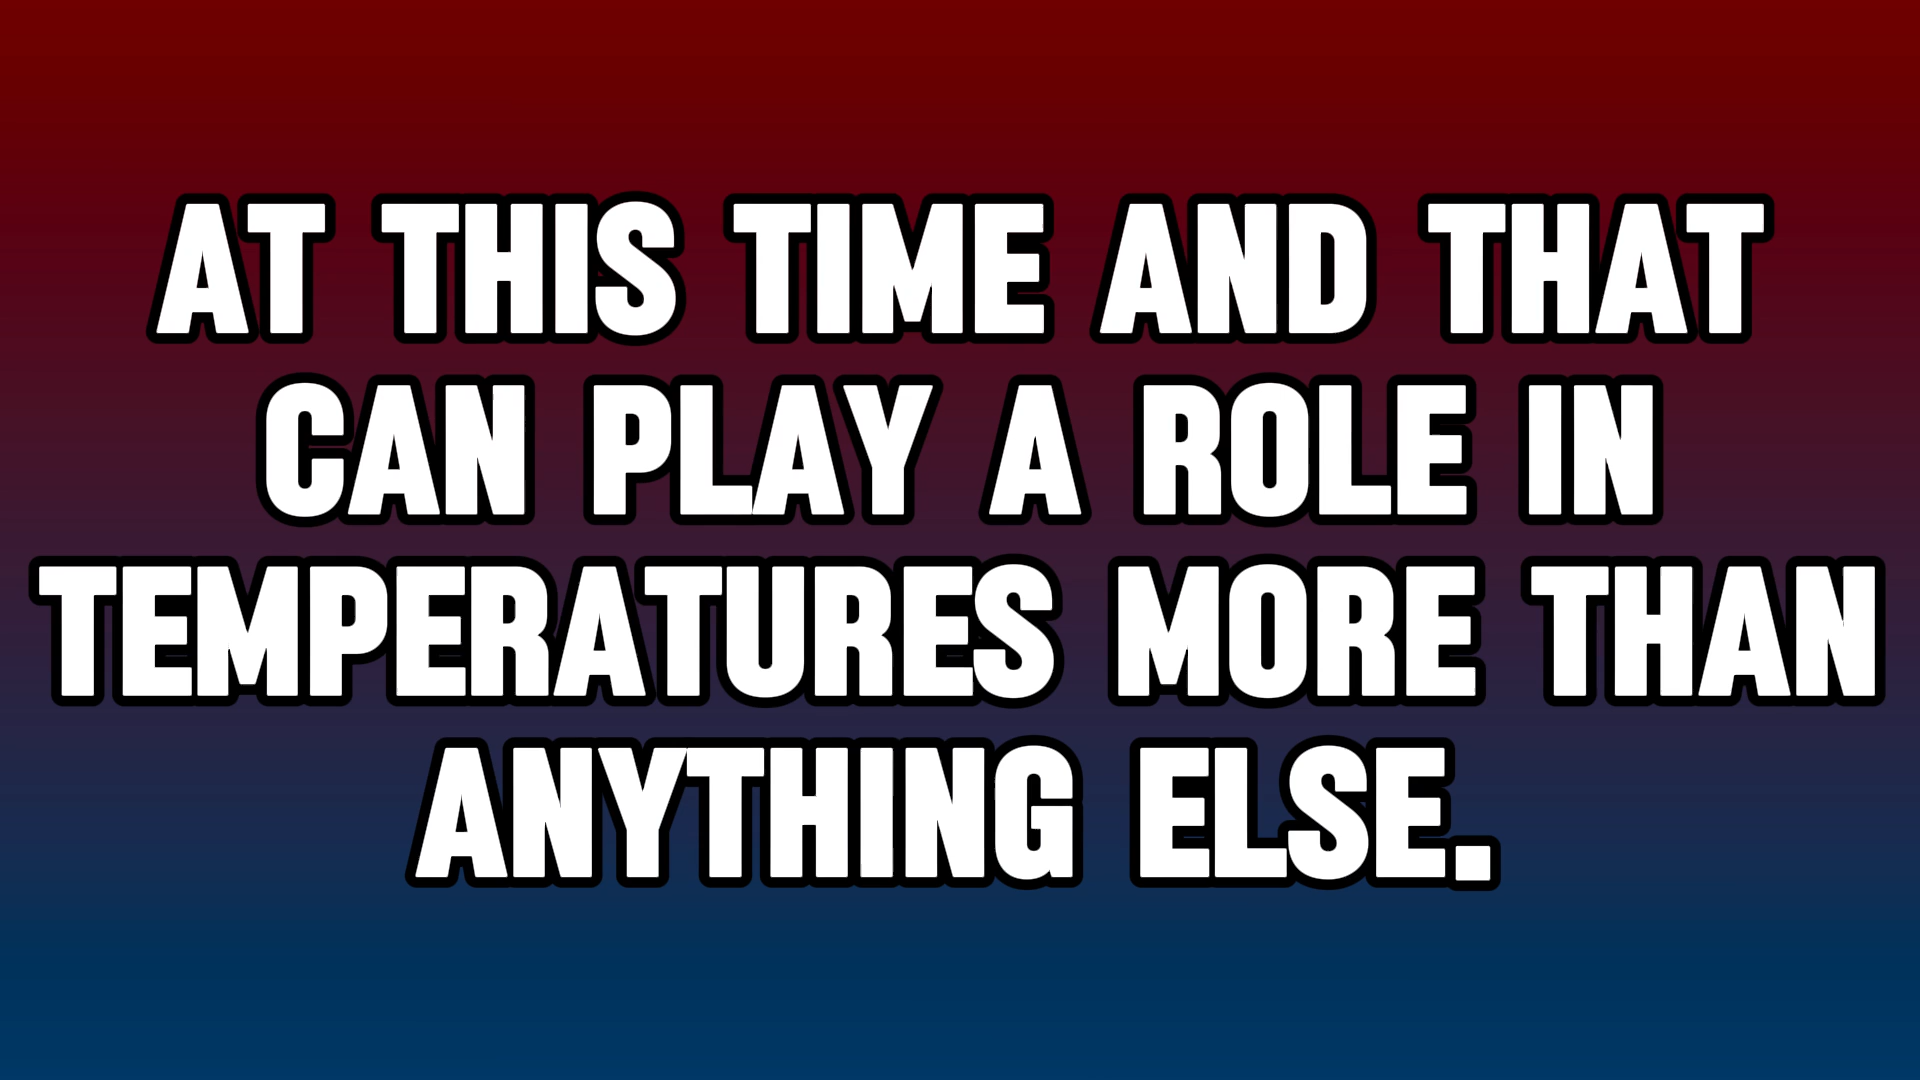 AT THIS TIME AND THAT
CAN PLAY A ROLE IN
TEMPERATURES MORE THAN
ANYTHING ELSE.